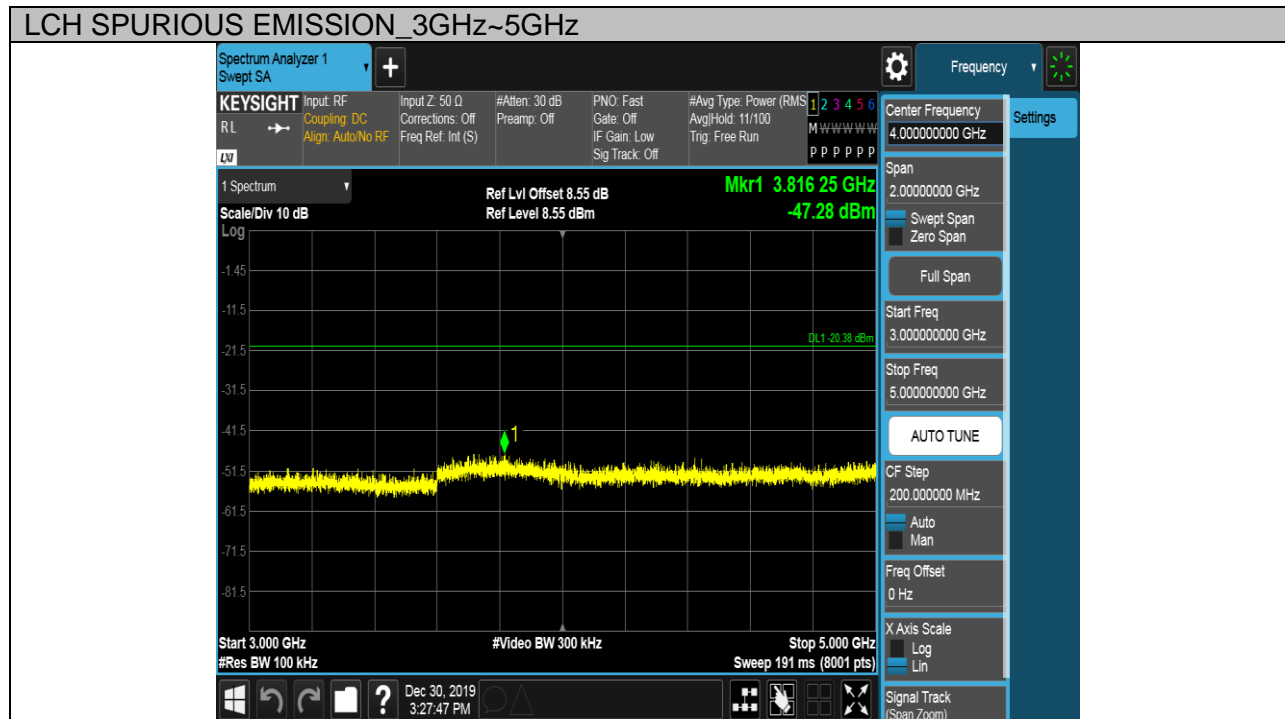 LCH SPURIOUS EMISSION_3GHz~5GHz
Spectrum Analyzer 1
Swept SA
+
Frequency
KEYSIGHT
RL
LXI
Input: RF
Coupling: DC
Align: Auto/No RF
Input Z: 50 Ω
Corrections: Off
Freq Ref: Int (S)
#Atten: 30 dB
Preamp: Off
PNO: Fast
Gate: Off
IF Gain: Low
Sig Track: Off
#Avg Type: Power (RMS
Avg|Hold: 11/100
Trig: Free Run
1 2 3 4 5 6
M W W W W W
P P P P P P
1 Spectrum
Scale/Div 10 dB
Ref Lvl Offset 8.55 dB
Ref Level 8.55 dBm
Mkr1 3.816 25 GHz
-47.28 dBm
Log
-1.45
-11.5
-21.5
-31.5
-41.5
-51.5
-61.5
-71.5
-81.5
DL1 -20.38 dBm
1
Start 3.000 GHz
#Res BW 100 kHz
#Video BW 300 kHz
Stop 5.000 GHz
Sweep 191 ms (8001 pts)
?
Dec 30, 2019
3:27:47 PM
Center Frequency
4.000000000 GHz
Settings
Span
2.00000000 GHz
Swept Span
Zero Span
Full Span
Start Freq
3.000000000 GHz
Stop Freq
5.000000000 GHz
AUTO TUNE
CF Step
200.000000 MHz
Auto
Man
Freq Offset
0 Hz
X Axis Scale
Log
Lin
Signal Track
(Span Zoom)